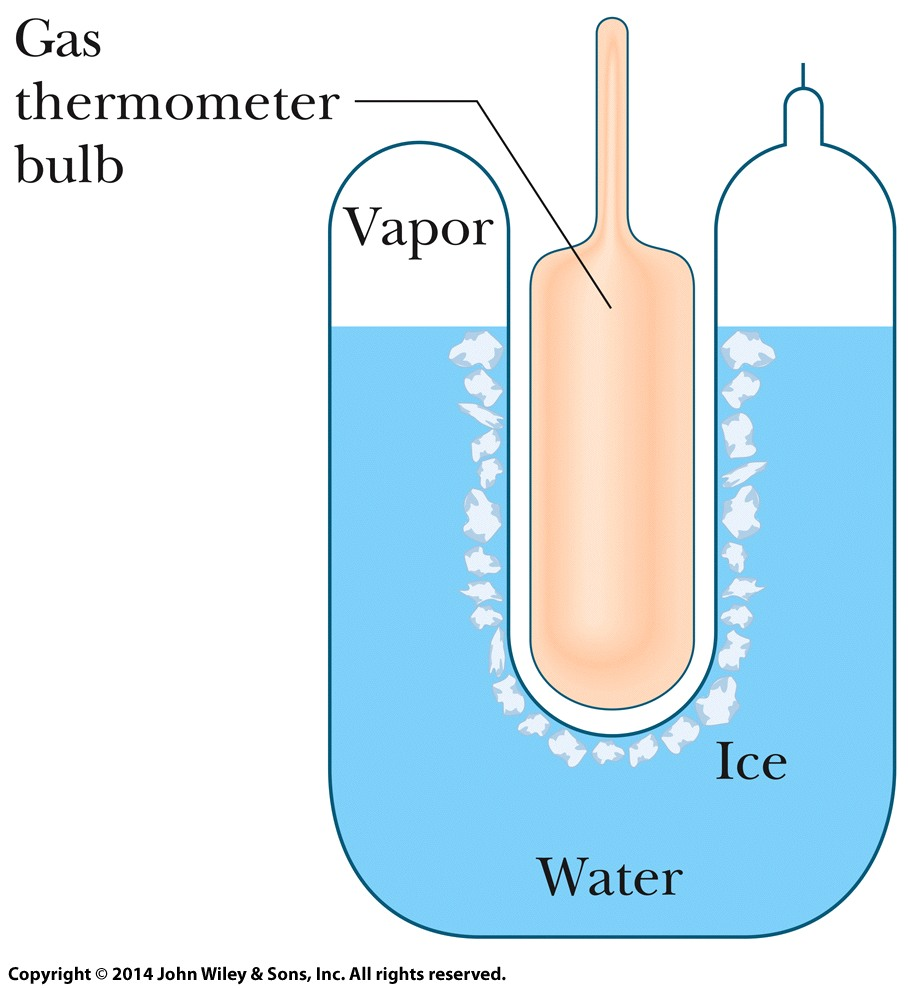 Gas
thermometer
bulb
Vapor
Ice
Water
Copyright © 2014 John Wiley & Sons, Inc. All rights reserved.